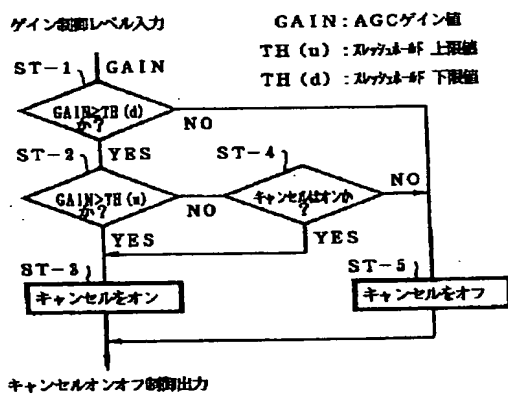 ゲイン制御レベル入力
GAIN:AGCゲイン値
TH(u):スレッシュホールド 上限値
TH(d):スレッシュホールド 下限値
ST-1
GAIN
GAIN>TH(d)
か?
NO
YES
ST-2
ST-4
GAIN>TH(u)
か?
NO
キャンセルはオンか
?
NO
YES
YES
ST-3
キャンセルをオン
ST-5
キャンセルをオフ
キャンセルオンオフ制御出力